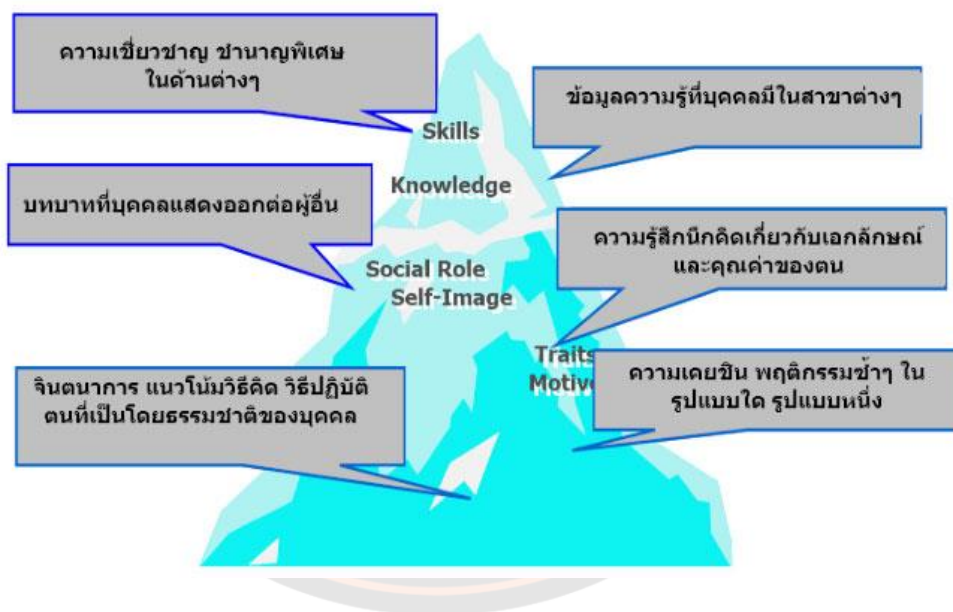 ความเชี่ยวชาญ ชำนาญพิเศษ
ในด้านต่างๆ
ข้อมูลความรู้ที่บุคคลมีในสาขาต่างๆ
Skills
Knowledge
บทบาทที่บุคคลแสดงออกต่อผู้อื่น
ความรู้สึกนึกคิดเกี่ยวกับเอกลักษณ์
และคุณค่าของตน
Social Role
Self-Image
Traits
จินตนาการ แนวโน้มวิธีคิด วิธีปฏิบัติ
ตนที่เป็นโดยธรรมชาติของบุคคล
ความเคยชิน พฤติกรรมซ้ำๆ ใน
รูปแบบใด รูปแบบหนึ่ง